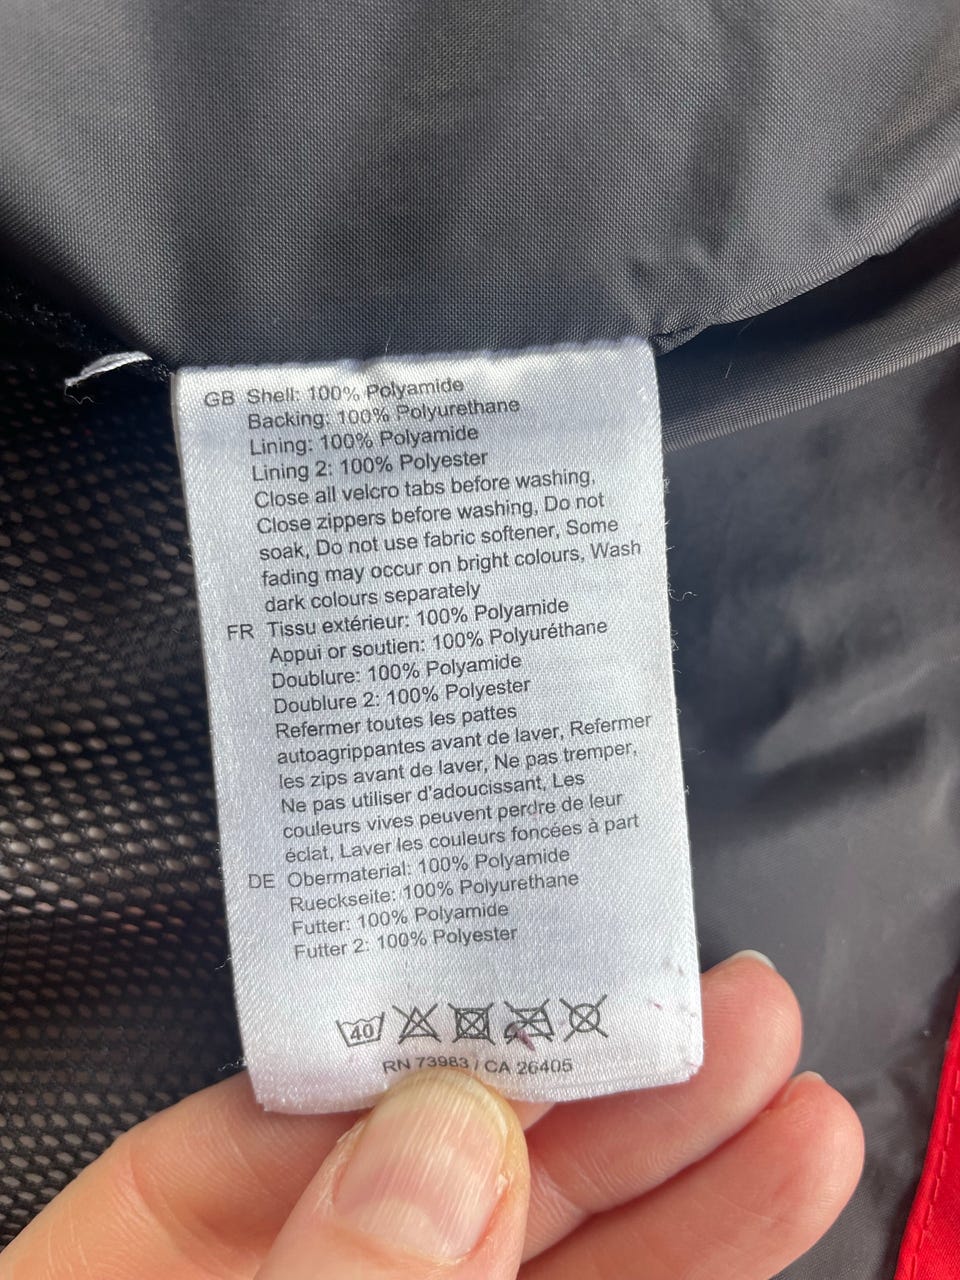 GB Shell: 100% Polyamide
Backing: 100% Polyurethane
Lining: 100% Polyamide
Lining 2: 100% Polyester
Close all velcro tabs before washing,
Close zippers before washing, Do not
soak, Do not use fabric softener, Some
fading may occur on bright colours, Wash
dark colours separately
FR Tissu extérieur: 100% Polyamide
Appui or soutien: 100% Polyuréthane
Doublure: 100% Polyamide
Doublure 2: 100% Polyester
Refermer toutes les pattes
autoagrippantes avant de laver, Refermer
les zips avant de laver, Ne pas tremper,
Ne pas utiliser d'adoucissant, Les
couleurs vives peuvent perdre de leur
éclat, Laver les couleurs foncées à part
DE Obermaterial: 100% Polyamide
Rueckseite: 100% Polyurethane
Futter: 100% Polyamide
Futter 2: 100% Polyester
40
RN 73983 / CA 26405